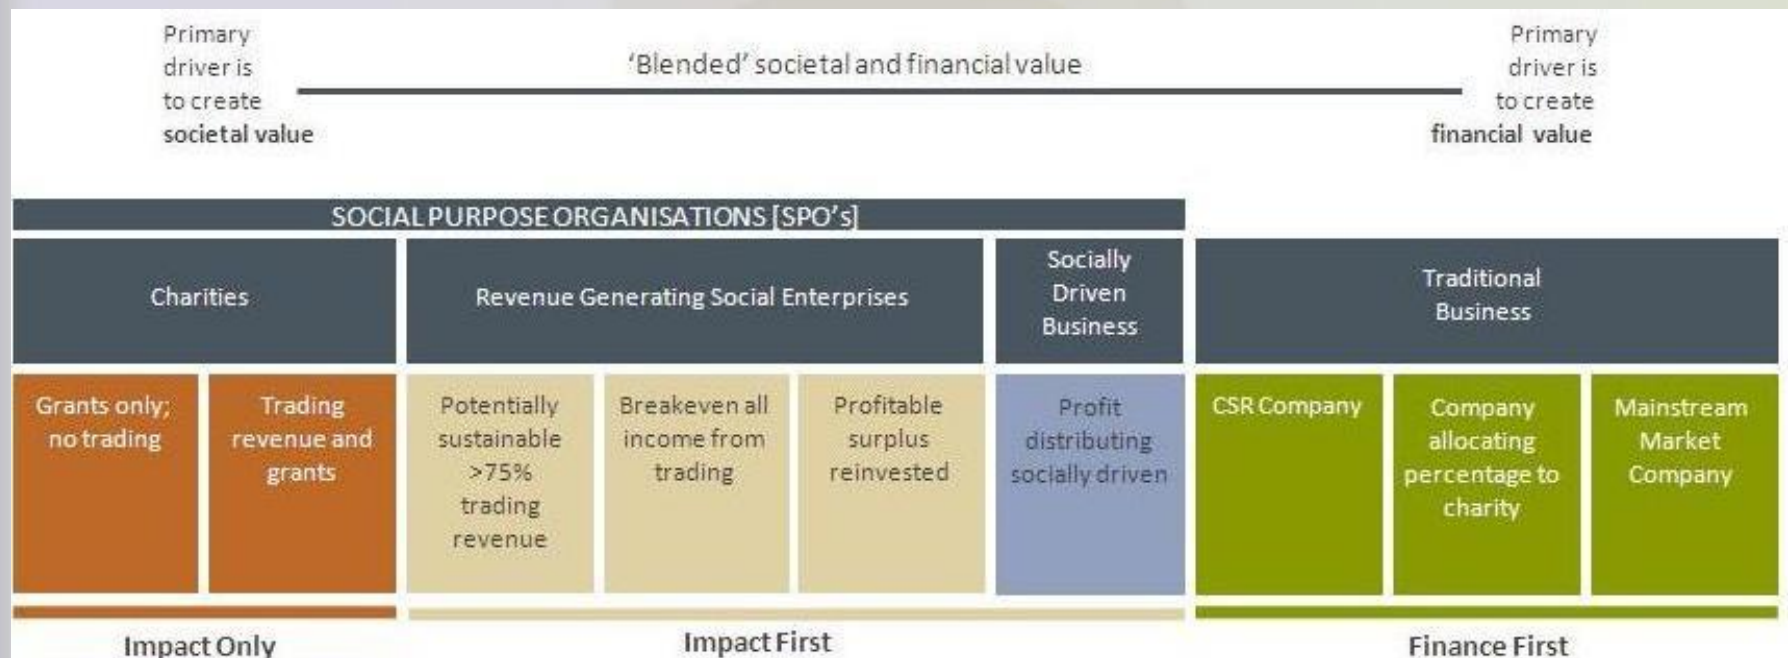 Primary
driver is
to create
societal value
‘Blended’ societal and financial value
Primary
driver is
to create
financial value
SOCIAL PURPOSE ORGANISATIONS [SPO's]
Charities
Revenue Generating Social Enterprises
Socially
Driven
Business
Traditional
Business
Grants only;
no trading
Trading
revenue and
grants
Potentially
sustainable
>75%
trading
revenue
Breakeven all
income from
trading
Profitable
surplus
reinvested
Profit
distributing
socially driven
CSR Company
Company
allocating
percentage to
charity
Mainstream
Market
Company
Impact Only
Impact First
Finance First